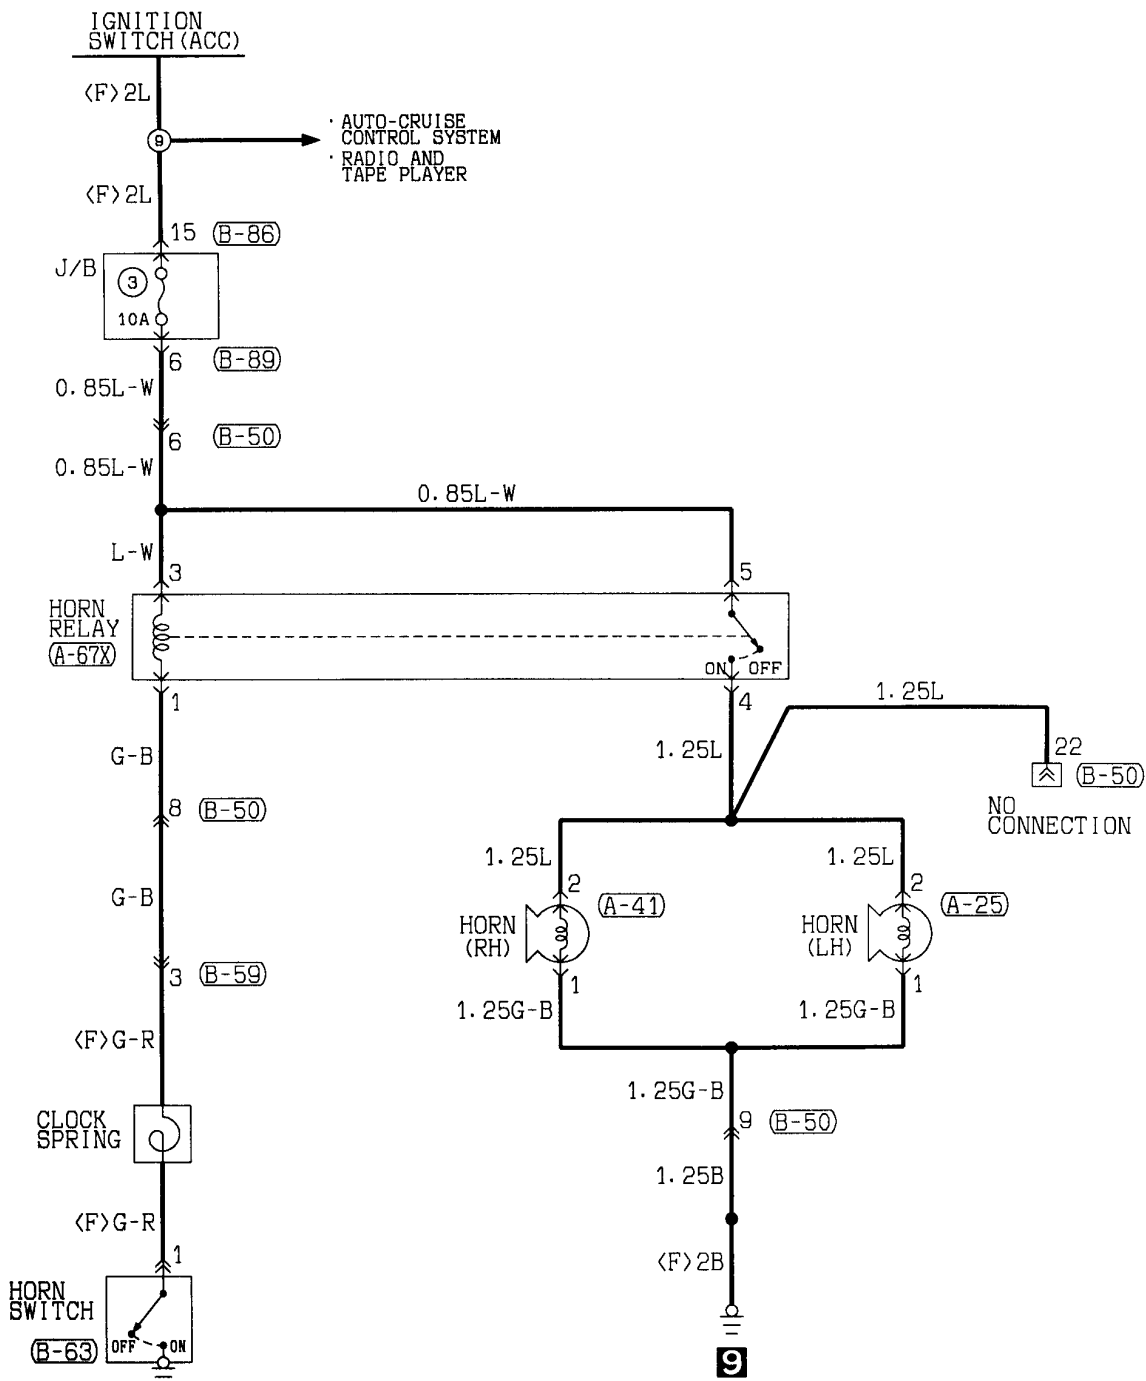 IGNITION
SWITCH(ACC)
<F>2L
9
· AUTO-CRUISE
CONTROL SYSTEM
· RADIO AND
TAPE PLAYER
<F>2L
15 B-86
J/B
3
10A
6 B-89
0.85L-W
6 B-50
0.85L-W
0.85L-W
L-W
3
5
HORN
RELAY
A-67X
ON OFF
1
4
1.25L
G-B
1.25L
22
B-50
NO
CONNECTION
8 B-50
1.25L
1.25L
G-B
2
A-41
2
A-25
HORN
(RH)
HORN
(LH)
3 B-59
1
1
1.25G-B
1.25G-B
<F>G-R
1.25G-B
CLOCK
SPRING
9 B-50
1.25B
<F>G-R
1
<F>2B
HORN
SWITCH
OFF ON
B-63
9